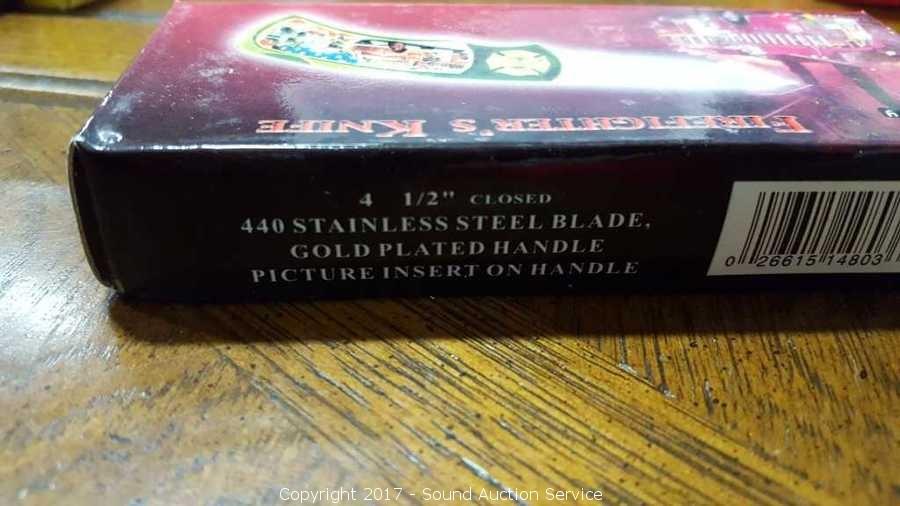 FIREFIGHTER'S KNIFE
4 1/2" CLOSED
440 STAINLESS STEEL BLADE,
GOLD PLATED HANDLE
PICTURE INSERT ON HANDLE
0 26615 14803
Copyright 2017 - Sound Auction Service